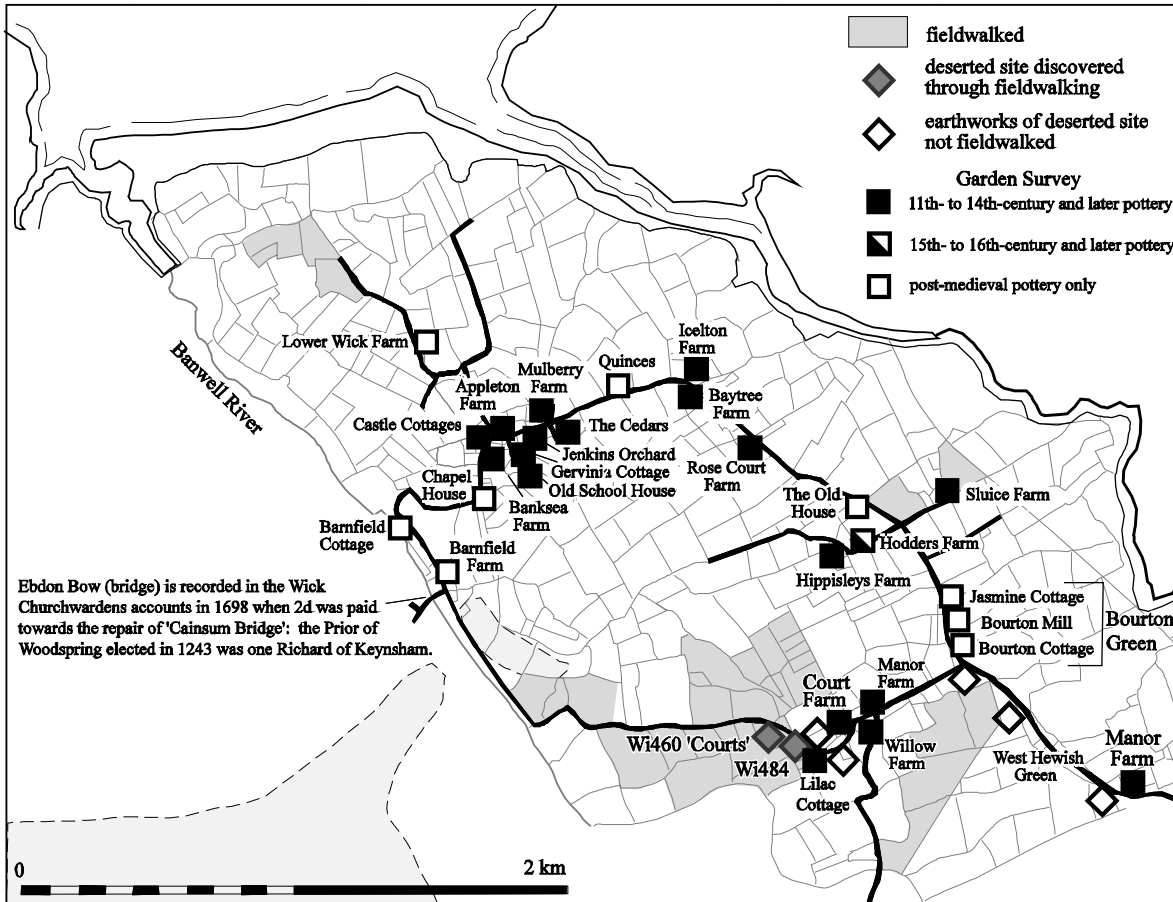 fieldwalked
deserted site discovered
through fieldwalking
earthworks of deserted site
not fieldwalked
Garden Survey
11th- to 14th-century and later pottery
15th- to 16th-century and later pottery
post-medieval pottery only
Banwell River
Lower Wick Farm
Icelton
Farm
Quinces
Mulberry
Farm
Appleton
Farm
Baytree
Farm
Castle Cottages
The Cedars
Jenkins Orchard
Gervinia Cottage
Old School House
Rose Court
Farm
Chapel
House
Banksea
Farm
The Old
House
Sluice Farm
Barnfield
Cottage
Hodders Farm
Barnfield
Farm
Hippisleys Farm
Ebdon Bow (bridge) is recorded in the Wick
Churchwardens accounts in 1698 when 2d was paid
towards the repair of 'Cainsum Bridge': the Prior of
Woodspring elected in 1243 was one Richard of Keynsham.
Jasmine Cottage
Bourton Mill
Bourton Cottage
Bourton
Green
Manor
Farm
Court
Farm
Wi460 'Courts'
Wi484
Willow
Farm
Lilac
Cottage
West Hewish
Green
Manor
Farm
0
2 km